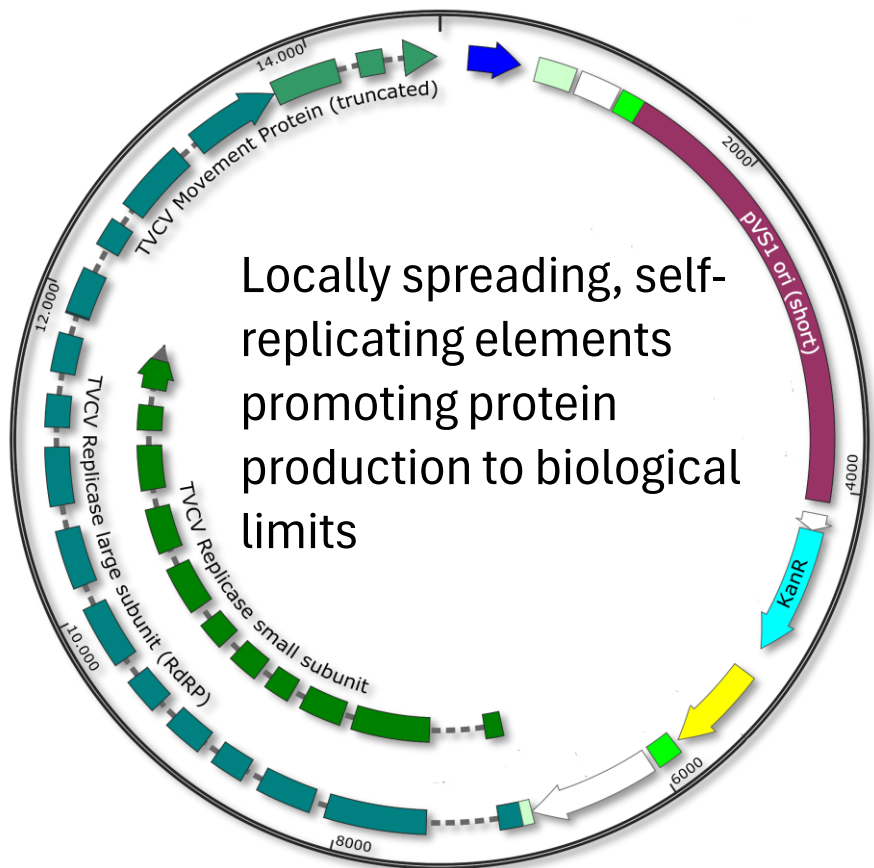 14.000
TVCV Movement Protein (truncated)
2000
pVS1 ori (short)
Locally spreading, self-
replicating elements
promoting protein
production to biological
limits
12.000
4000
TVCV Replicase large subunit (RdRP)
TVCV Replicase small subunit
KanR
10.000
6000
8000